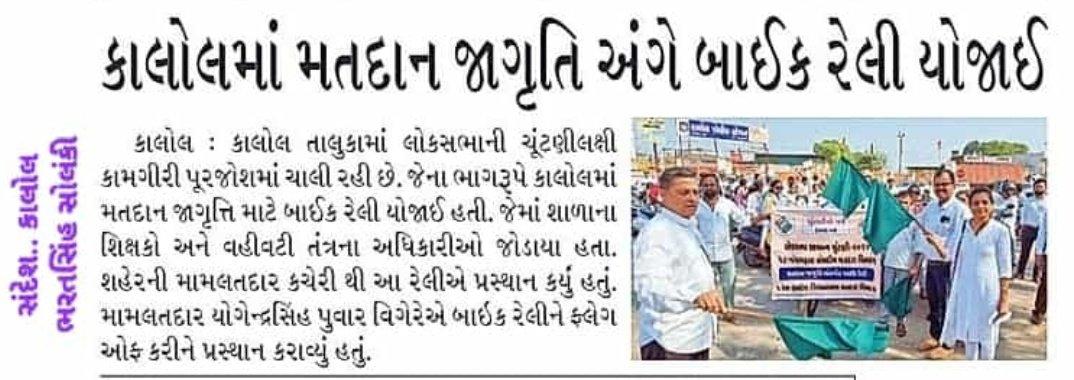 કાલોલમાં મતદાન જાગૃતિ અંગે બાઈક રેલી યોજાઈ
સંદેશ.. કાલોલ
ભરતસિંહ સોલંકી
કાલોલ : કાલોલ તાલુકામાં લોકસભાની ચૂંટણીલક્ષી
કામગીરી પૂરજોશમાં ચાલી રહી છે. જેના ભાગરૂપે કાલોલમાં
મતદાન જાગૃત્તિ માટે બાઈક રેલી યોજાઈ હતી. જેમાં શાળાના
શિક્ષકો અને વહીવટી તંત્રના અધિકારીઓ જોડાયા હતા.
શહેરની મામલતદાર કચેરી થી આ રેલીએ પ્રસ્થાન કર્યું હતું.
મામલતદાર યોગેન્દ્રસિંહ પુવાર વિગેરેએ બાઇક રેલીને ફ્લેગ
ઓફ કરીને પ્રસ્થાન કરાવ્યું હતું.